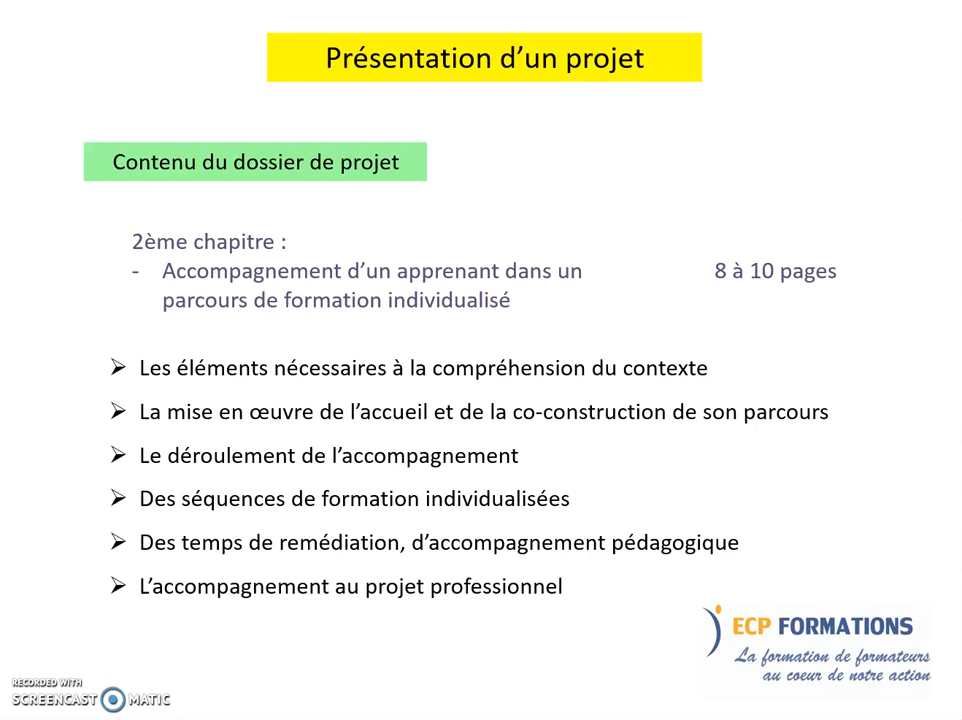 Présentation d’un projet
Contenu du dossier de projet
2ème chapitre :
- Accompagnement d’un apprenant dans un 8 à 10 pages
parcours de formation individualisé
➢ Les éléments nécessaires à la compréhension du contexte
➢ La mise en œuvre de l’accueil et de la co-construction de son parcours
➢ Le déroulement de l’accompagnement
➢ Des séquences de formation individualisées
➢ Des temps de remédiation, d’accompagnement pédagogique
➢ L’accompagnement au projet professionnel
ECP FORMATIONS
La formation de formateurs
au coeur de notre action
RECORDED WITH
SCREENCAST MATIC